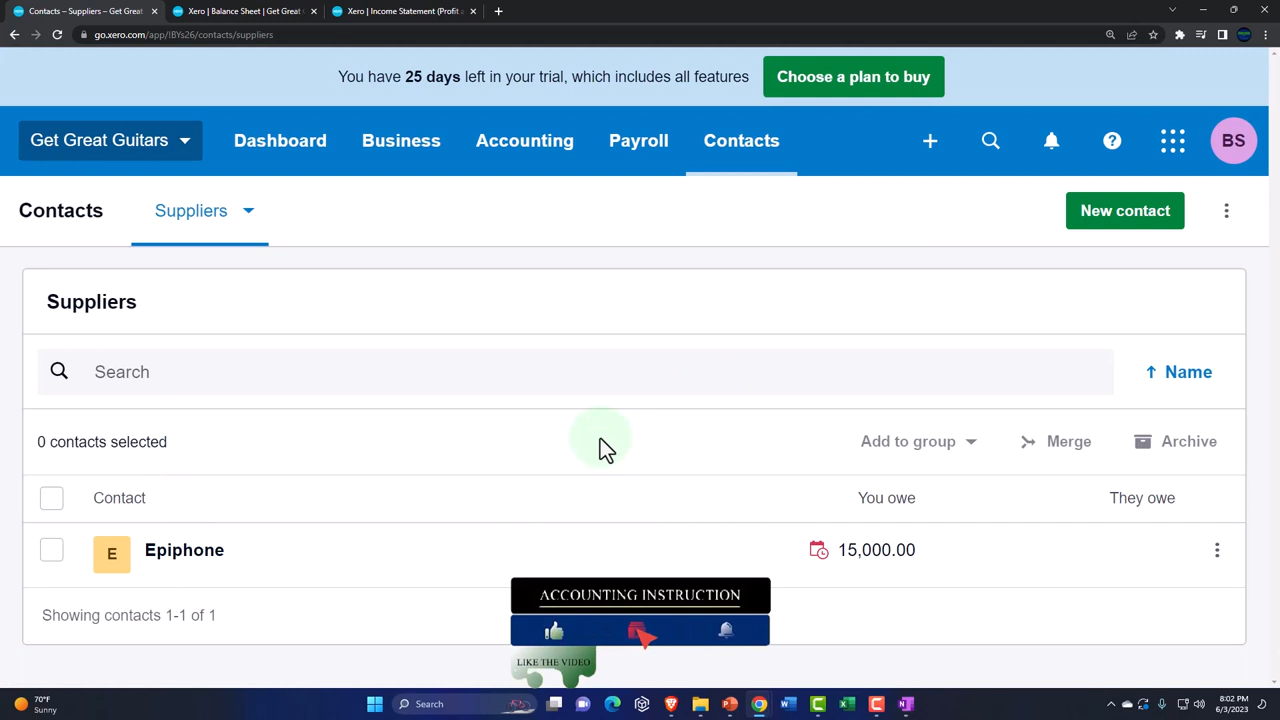 Contacts – Suppliers – Get Great
Xero | Balance Sheet | Get Great G
Xero | Income Statement (Profit a
go.xero.com/app/!BYs26/contacts/suppliers
You have 25 days left in your trial, which includes all features
Choose a plan to buy
Get Great Guitars
Dashboard
Business
Accounting
Payroll
Contacts
BS
Contacts
Suppliers
New contact
Suppliers
Search
Name
0 contacts selected
Add to group
Merge
Archive
Contact
You owe
They owe
E
Epiphone
15,000.00
ACCOUNTING INSTRUCTION
Showing contacts 1-1 of 1
LIKE THE VIDEO
70°F
Sunny
Search
8:02 PM
6/3/2023